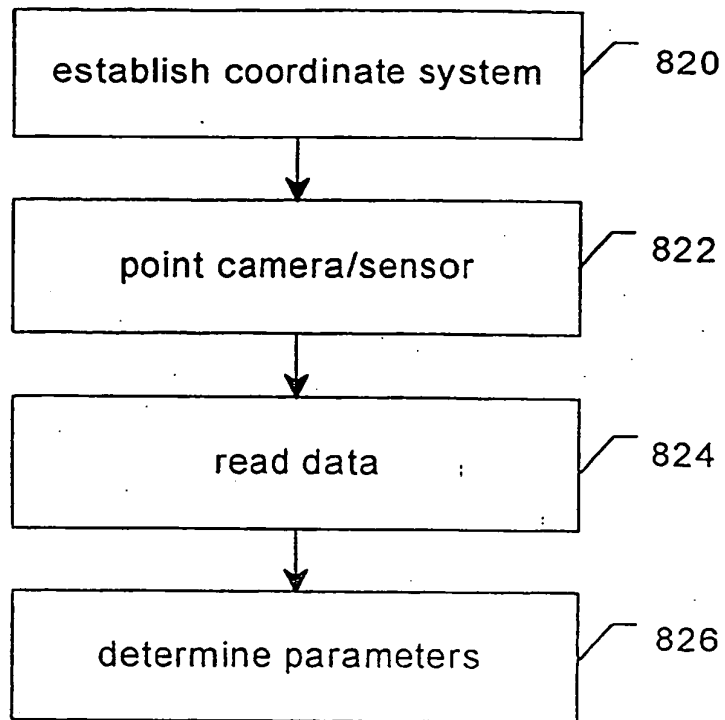 establish coordinate system
820
point camera/sensor
822
read data
824
determine parameters
826